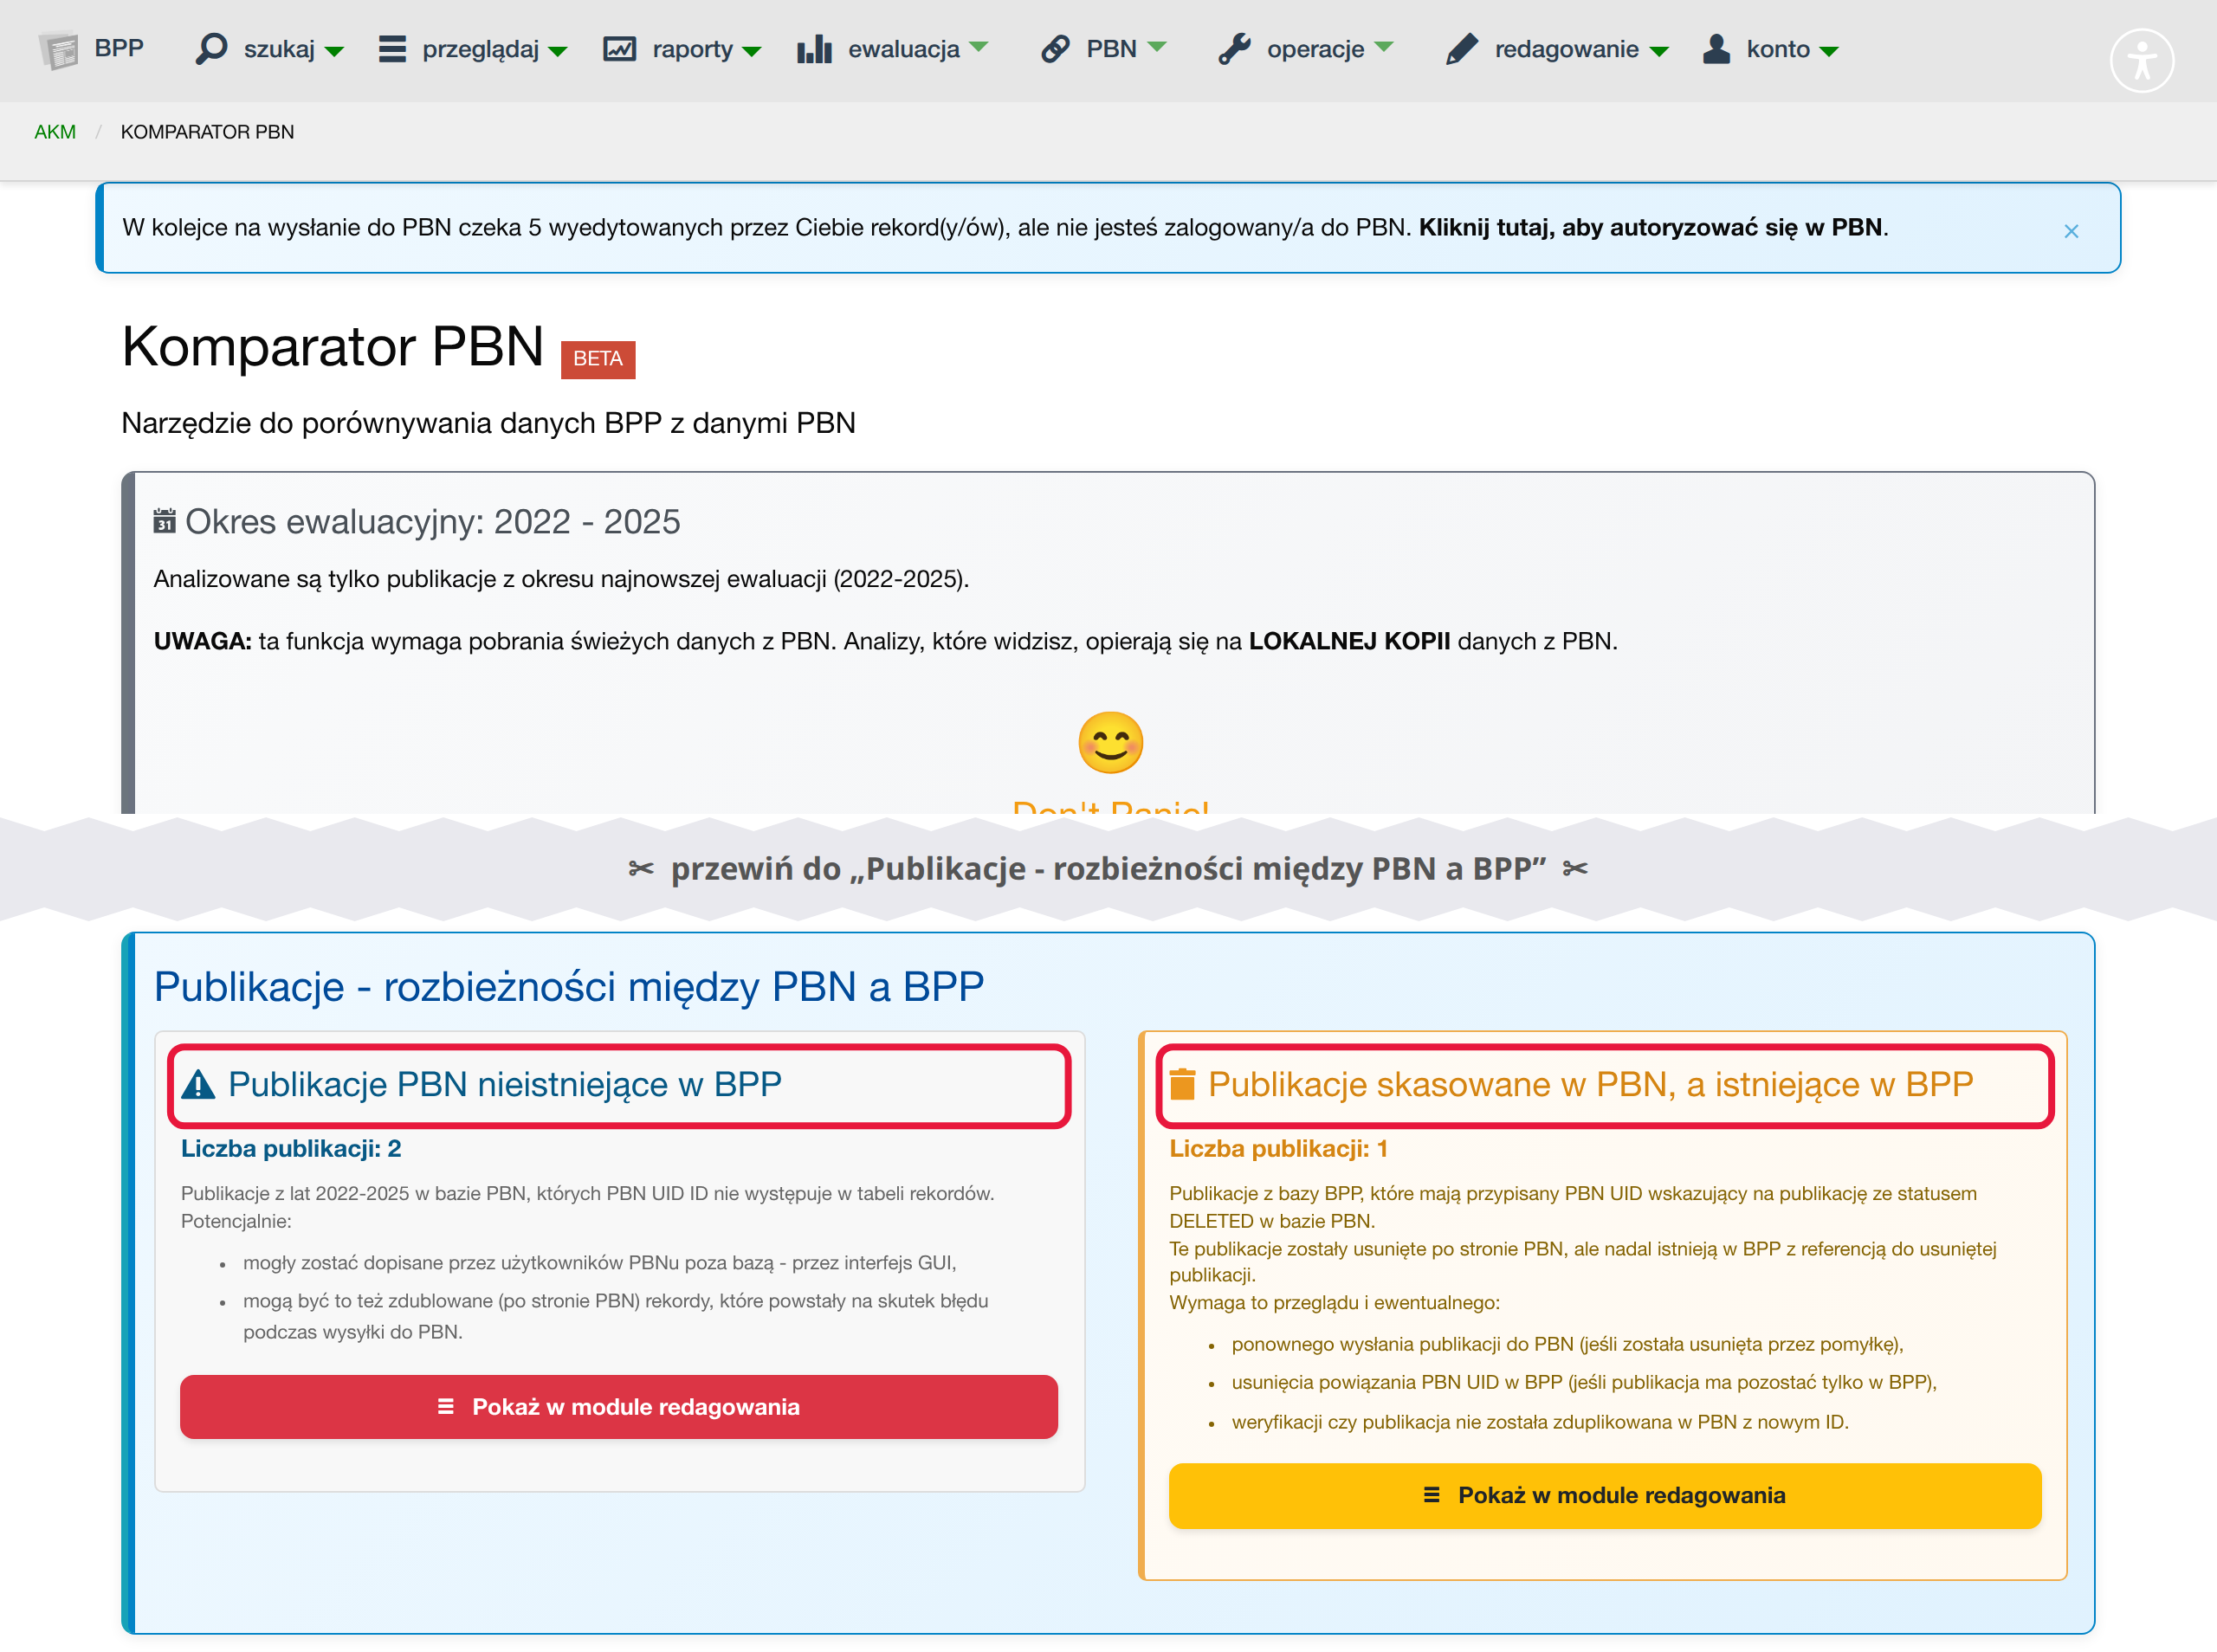 BPP szukaj przeglądaj raporty ewaluacja PBN operacje redagowanie konto
AKM / KOMPARATOR PBN
W kolejce na wysłanie do PBN czeka 5 wyedytowanych przez Ciebie rekord(y/ów), ale nie jesteś zalogowany/a do PBN. Kliknij tutaj, aby autoryzować się w PBN. ×
Komparator PBN BETA
Narzędzie do porównywania danych BPP z danymi PBN
31 Okres ewaluacyjny: 2022 - 2025
Analizowane są tylko publikacje z okresu najnowszej ewaluacji (2022-2025).
UWAGA: ta funkcja wymaga pobrania świeżych danych z PBN. Analizy, które widzisz, opierają się na LOKALNEJ KOPII danych z PBN.
Don't Panic!
✂ przewiń do „Publikacje - rozbieżności między PBN a BPP” ✂
Publikacje - rozbieżności między PBN a BPP
Publikacje PBN nieistniejące w BPP
Liczba publikacji: 2
Publikacje z lat 2022-2025 w bazie PBN, których PBN UID ID nie występuje w tabeli rekordów.
Potencjalnie:
• mogły zostać dopisane przez użytkowników PBNu poza bazą - przez interfejs GUI,
• mogą być to też zdublowane (po stronie PBN) rekordy, które powstały na skutek błędu
podczas wysyłki do PBN.
Pokaż w module redagowania
Publikacje skasowane w PBN, a istniejące w BPP
Liczba publikacji: 1
Publikacje z bazy BPP, które mają przypisany PBN UID wskazujący na publikację ze statusem
DELETED w bazie PBN.
Te publikacje zostały usunięte po stronie PBN, ale nadal istnieją w BPP z referencją do usuniętej
publikacji.
Wymaga to przeglądu i ewentualnego:
• ponownego wysłania publikacji do PBN (jeśli została usunięta przez pomyłkę),
• usunięcia powiązania PBN UID w BPP (jeśli publikacja ma pozostać tylko w BPP),
• weryfikacji czy publikacja nie została zduplikowana w PBN z nowym ID.
Pokaż w module redagowania